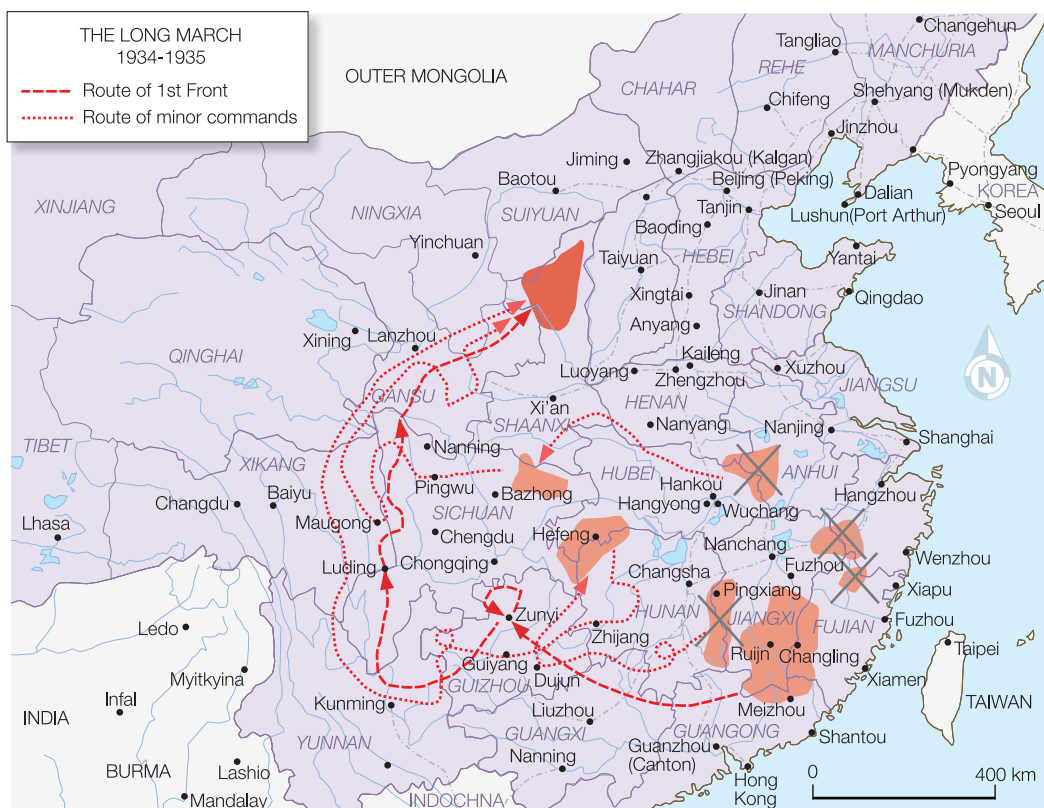 THE LONG MARCH
1934-1935
Route of 1st Front
Route of minor commands
OUTER MONGOLIA
Changehun
Tangliao
MANCHURIA
REHE
CHAHAR
Chifeng
Shehyang (Mukden)
Jinzhou
Jiming
Zhangjiakou (Kalgan)
Baotou
Beijing (Peking)
Pyongyang
KOREA
Dalian
XINJIANG
NINGXIA
SUIYUAN
Tanjin
Lushun(Port Arthur)
Seoul
Baoding
Yinchuan
HEBEI
Taiyuan
Yantai
Xingtai
Jinan
Qingdao
SHANDONG
Anyang
Xining
Lanzhou
QINGHAI
Kaileng
Luoyang
Zhengzhou
Xuzhou
JIANGSU
N
GANSU
Xi'an
HENAN
SHAANXI
Nanyang
Nanjing
Shanghai
TIBET
Nanning
XIKANG
HUBEI
ANHUI
Pingwu
Bazhong
Hankou
Hangzhou
Changdu
Baiyu
Hangyong
Wuchang
SICHUAN
Maugong
Lhasa
Chengdu
Hefeng
Nanchang
Wenzhou
Luding
Chongqing
Fuzhou
Changsha
Xiapu
Pingxiang
Zunyi
HUNAN
JIANGXI
FUJIAN
Fuzhou
Ledo
Zhijang
Ruijn
Changling
Taipei
Guiyang
Myitkyina
Dujun
Xiamen
GUIZHOU
INDIA
Infal
Kunming
Liuzhou
Meizhou
TAIWAN
GUANGXI
GUANGONG
Shantou
YUNNAN
Nanning
Guanzhou
(Canton)
BURMA
Lashio
Hong
Kong
0
400 km
Mandalay
INDOCHNA